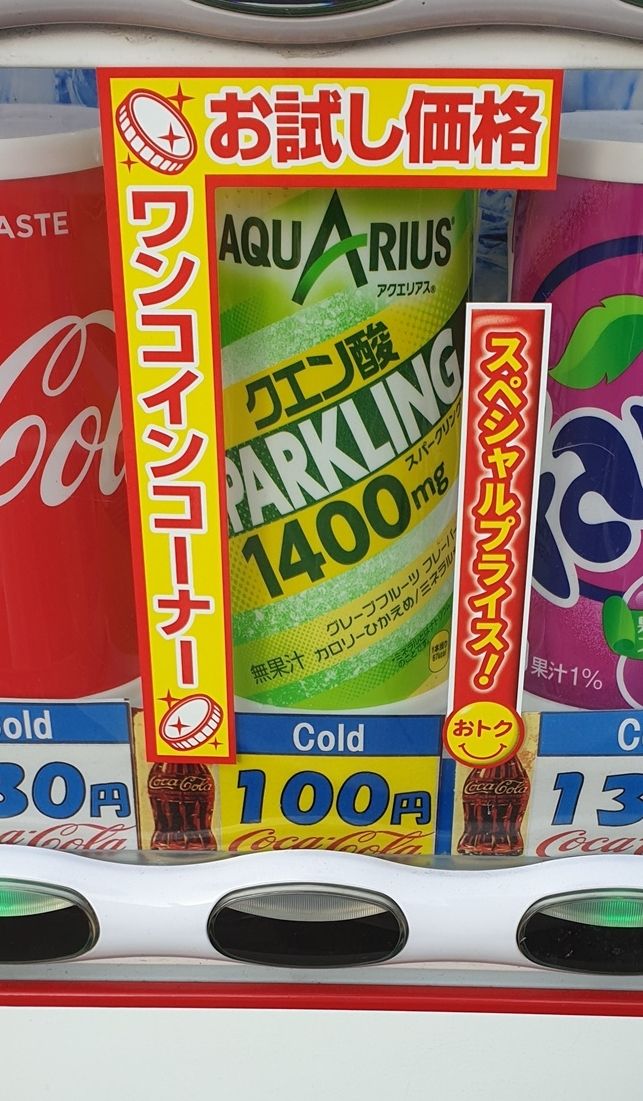 お試し価格
ワンコインコーナー
ASTE
AQUARIUS®
アクエリアス®
クエン酸
PARKLING
スパークリング
1400mg
グレープフルーツ フレーバー
カロリーひかえめ/ミネラル
無果汁
スペシャルプライス!
おトク
果汁1%
old
Cold
C
30円
100円
13
Coca-Cola
Coca-Cola
Coca-Cola
Coca-Cola